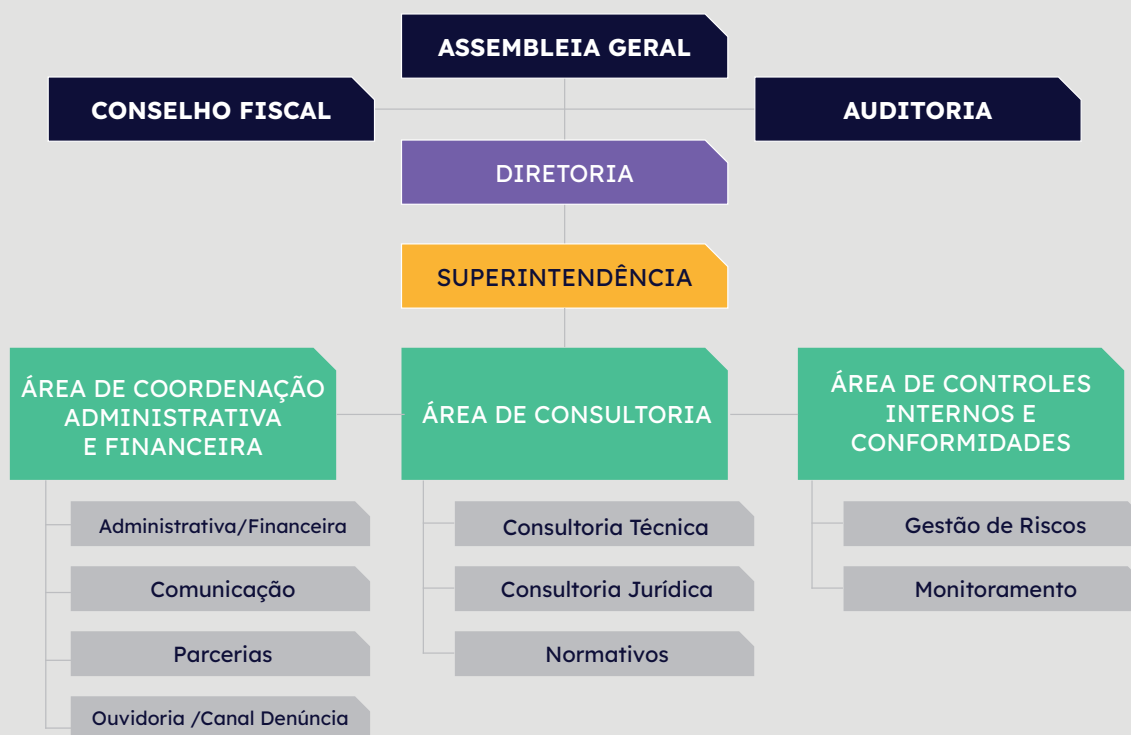 ASSEMBLEIA GERAL
CONSELHO FISCAL
AUDITORIA
DIRETORIA
SUPERINTENDÊNCIA
ÁREA DE COORDENAÇÃO
ADMINISTRATIVA
E FINANCEIRA
Administrativa/Financeira
Comunicação
Parcerias
Ouvidoria /Canal Denúncia
ÁREA DE CONSULTORIA
Consultoria Técnica
Consultoria Jurídica
Normativos
ÁREA DE CONTROLES
INTERNOS E
CONFORMIDADES
Gestão de Riscos
Monitoramento